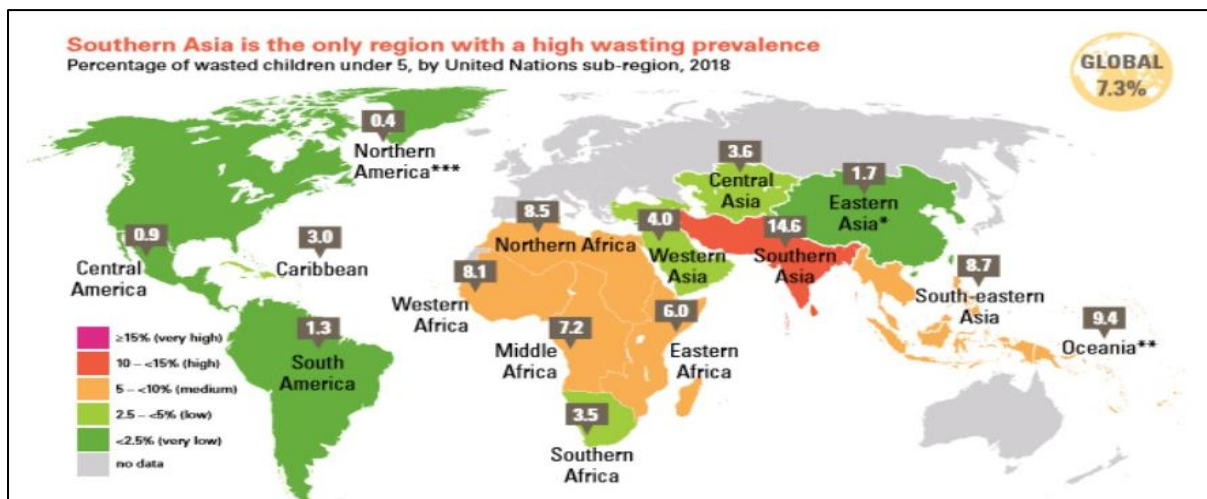 Southern Asia is the only region with a high wasting prevalence
Percentage of wasted children under 5, by United Nations sub-region, 2018
GLOBAL
7.3%
0.4
Northern
America***
3.6
Central
Asia
1.7
Eastern
Asia*
8.5
Northern Africa
4.0
Western
Asia
14.6
Southern
Asia
0.9
Central
America
3.0
Caribbean
8.1
Western
Africa
8.7
South-eastern
Asia
6.0
Eastern
Africa
7.2
Middle
Africa
9.4
Oceania**
1.3
South
America
3.5
Southern
Africa
≥15% (very high)
10 – <15% (high)
5 – <10% (medium)
2.5 – <5% (low)
<2.5% (very low)
no data